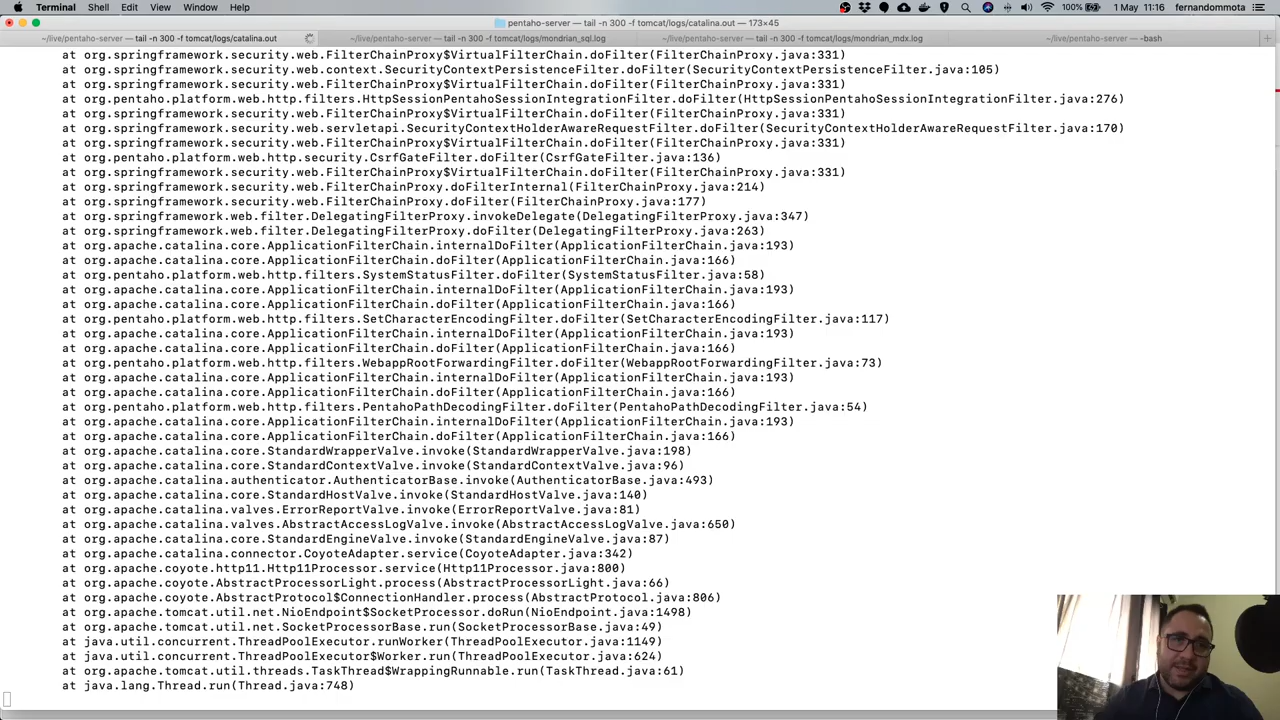 Terminal Shell Edit View Window Help 100% 1 May 11:16 fernandommota
pentaho-server — tail -n 300 -f tomcat/logs/catalina.out — 173×45
~/live/pentaho-server — tail -n 300 -f tomcat/logs/catalina.out ~/live/pentaho-server — tail -n 300 -f tomcat/logs/mondrian_sql.log ~/live/pentaho-server — tail -n 300 -f tomcat/logs/mondrian_mdx.log ~/live/pentaho-server — -bash
at org.springframework.security.web.FilterChainProxy$VirtualFilterChain.doFilter(FilterChainProxy.java:331)
at org.springframework.security.web.context.SecurityContextPersistenceFilter.doFilter(SecurityContextPersistenceFilter.java:105)
at org.springframework.security.web.FilterChainProxy$VirtualFilterChain.doFilter(FilterChainProxy.java:331)
at org.pentaho.platform.web.http.filters.HttpSessionPentahoSessionIntegrationFilter.doFilter(HttpSessionPentahoSessionIntegrationFilter.java:276)
at org.springframework.security.web.FilterChainProxy$VirtualFilterChain.doFilter(FilterChainProxy.java:331)
at org.springframework.security.web.servletapi.SecurityContextHolderAwareRequestFilter.doFilter(SecurityContextHolderAwareRequestFilter.java:170)
at org.springframework.security.web.FilterChainProxy$VirtualFilterChain.doFilter(FilterChainProxy.java:331)
at org.pentaho.platform.web.http.security.CsrfGateFilter.doFilter(CsrfGateFilter.java:136)
at org.springframework.security.web.FilterChainProxy$VirtualFilterChain.doFilter(FilterChainProxy.java:331)
at org.springframework.security.web.FilterChainProxy.doFilterInternal(FilterChainProxy.java:214)
at org.springframework.security.web.FilterChainProxy.doFilter(FilterChainProxy.java:177)
at org.springframework.web.filter.DelegatingFilterProxy.invokeDelegate(DelegatingFilterProxy.java:347)
at org.springframework.web.filter.DelegatingFilterProxy.doFilter(DelegatingFilterProxy.java:263)
at org.apache.catalina.core.ApplicationFilterChain.internalDoFilter(ApplicationFilterChain.java:193)
at org.apache.catalina.core.ApplicationFilterChain.doFilter(ApplicationFilterChain.java:166)
at org.pentaho.platform.web.http.filters.SystemStatusFilter.doFilter(SystemStatusFilter.java:58)
at org.apache.catalina.core.ApplicationFilterChain.internalDoFilter(ApplicationFilterChain.java:193)
at org.apache.catalina.core.ApplicationFilterChain.doFilter(ApplicationFilterChain.java:166)
at org.pentaho.platform.web.http.filters.SetCharacterEncodingFilter.doFilter(SetCharacterEncodingFilter.java:117)
at org.apache.catalina.core.ApplicationFilterChain.internalDoFilter(ApplicationFilterChain.java:193)
at org.apache.catalina.core.ApplicationFilterChain.doFilter(ApplicationFilterChain.java:166)
at org.pentaho.platform.web.http.filters.WebappRootForwardingFilter.doFilter(WebappRootForwardingFilter.java:73)
at org.apache.catalina.core.ApplicationFilterChain.internalDoFilter(ApplicationFilterChain.java:193)
at org.apache.catalina.core.ApplicationFilterChain.doFilter(ApplicationFilterChain.java:166)
at org.pentaho.platform.web.http.filters.PentahoPathDecodingFilter.doFilter(PentahoPathDecodingFilter.java:54)
at org.apache.catalina.core.ApplicationFilterChain.internalDoFilter(ApplicationFilterChain.java:193)
at org.apache.catalina.core.ApplicationFilterChain.doFilter(ApplicationFilterChain.java:166)
at org.apache.catalina.core.StandardWrapperValve.invoke(StandardWrapperValve.java:198)
at org.apache.catalina.core.StandardContextValve.invoke(StandardContextValve.java:96)
at org.apache.catalina.authenticator.AuthenticatorBase.invoke(AuthenticatorBase.java:493)
at org.apache.catalina.core.StandardHostValve.invoke(StandardHostValve.java:140)
at org.apache.catalina.valves.ErrorReportValve.invoke(ErrorReportValve.java:81)
at org.apache.catalina.valves.AbstractAccessLogValve.invoke(AbstractAccessLogValve.java:650)
at org.apache.catalina.core.StandardEngineValve.invoke(StandardEngineValve.java:87)
at org.apache.catalina.connector.CoyoteAdapter.service(CoyoteAdapter.java:342)
at org.apache.coyote.http11.Http11Processor.service(Http11Processor.java:800)
at org.apache.coyote.AbstractProcessorLight.process(AbstractProcessorLight.java:66)
at org.apache.coyote.AbstractProtocol$ConnectionHandler.process(AbstractProtocol.java:806)
at org.apache.tomcat.util.net.NioEndpoint$SocketProcessor.doRun(NioEndpoint.java:1498)
at org.apache.tomcat.util.net.SocketProcessorBase.run(SocketProcessorBase.java:49)
at java.util.concurrent.ThreadPoolExecutor.runWorker(ThreadPoolExecutor.java:1149)
at java.util.concurrent.ThreadPoolExecutor$Worker.run(ThreadPoolExecutor.java:624)
at org.apache.tomcat.util.threads.TaskThread$WrappingRunnable.run(TaskThread.java:61)
at java.lang.Thread.run(Thread.java:748)